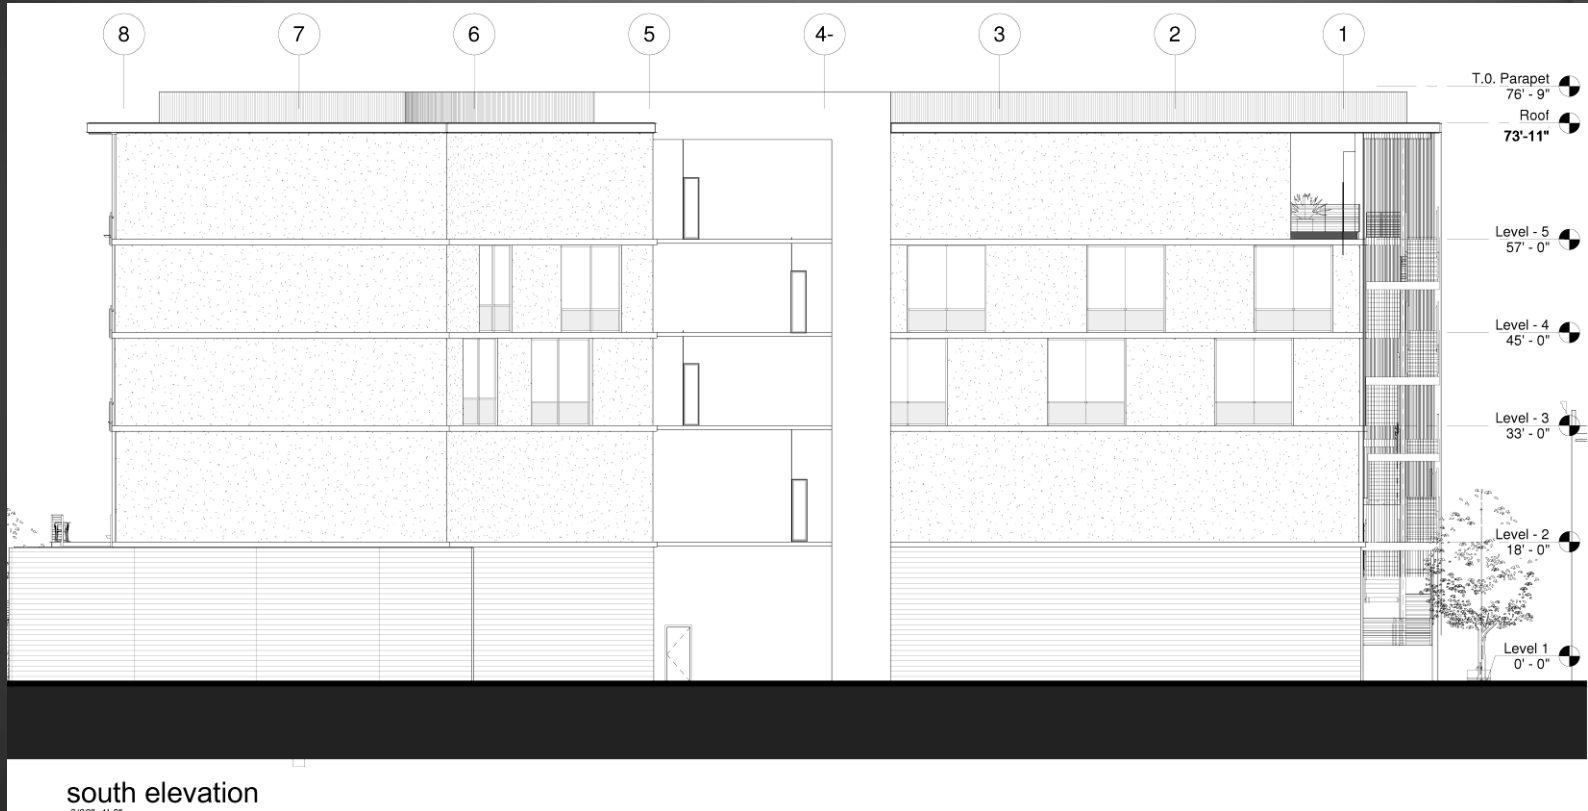 8 7 6 5 4- 3 2 1
T.0. Parapet
76' - 9"
Roof
73'-11"
Level - 5
57' - 0"
Level - 4
45' - 0"
Level - 3
33' - 0"
Level - 2
18' - 0"
Level 1
0' - 0"
south elevation